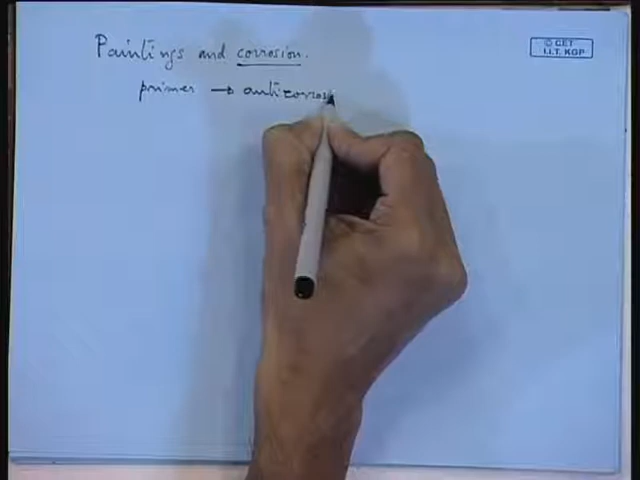 Paintings and corrosion.
© CET
I.I.T. KGP
primer → anticorrosi